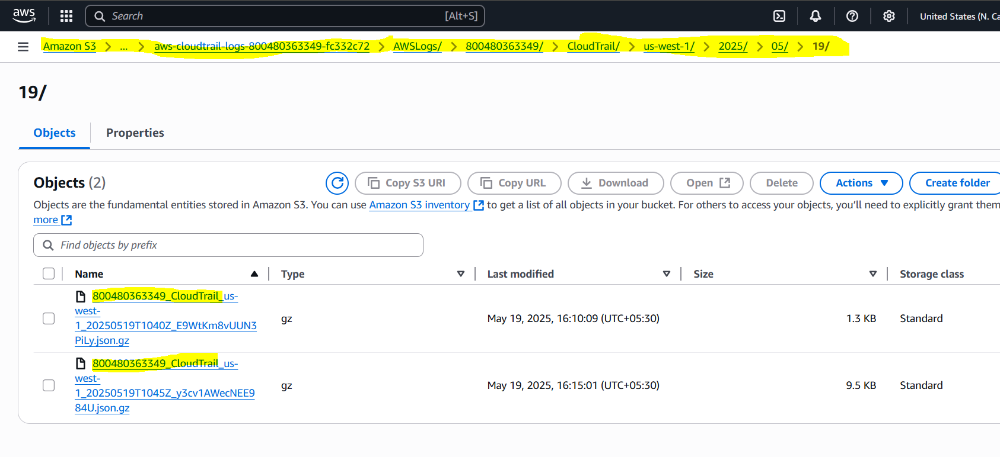 aws
Search [Alt+S] United States (N. Ca
Amazon S3 > ... > aws-cloudtrail-logs-800480363349-fc332c72 > AWSLogs/ > 800480363349/ > CloudTrail/ > us-west-1/ > 2025/ > 05/ > 19/
19/
Objects Properties
Objects (2) Copy S3 URI Copy URL Download Open Delete Actions Create folder
Objects are the fundamental entities stored in Amazon S3. You can use Amazon S3 inventory to get a list of all objects in your bucket. For others to access your objects, you'll need to explicitly grant them
more
Find objects by prefix
Name Type Last modified Size Storage class
800480363349_CloudTrail_us-
west-
1_20250519T1040Z_E9WtKm8vUUN3
PiLy.json.gz
gz May 19, 2025, 16:10:09 (UTC+05:30) 1.3 KB Standard
800480363349_CloudTrail_us-
west-
1_20250519T1045Z_y3cv1AWecNEE9
84U.json.gz
gz May 19, 2025, 16:15:01 (UTC+05:30) 9.5 KB Standard